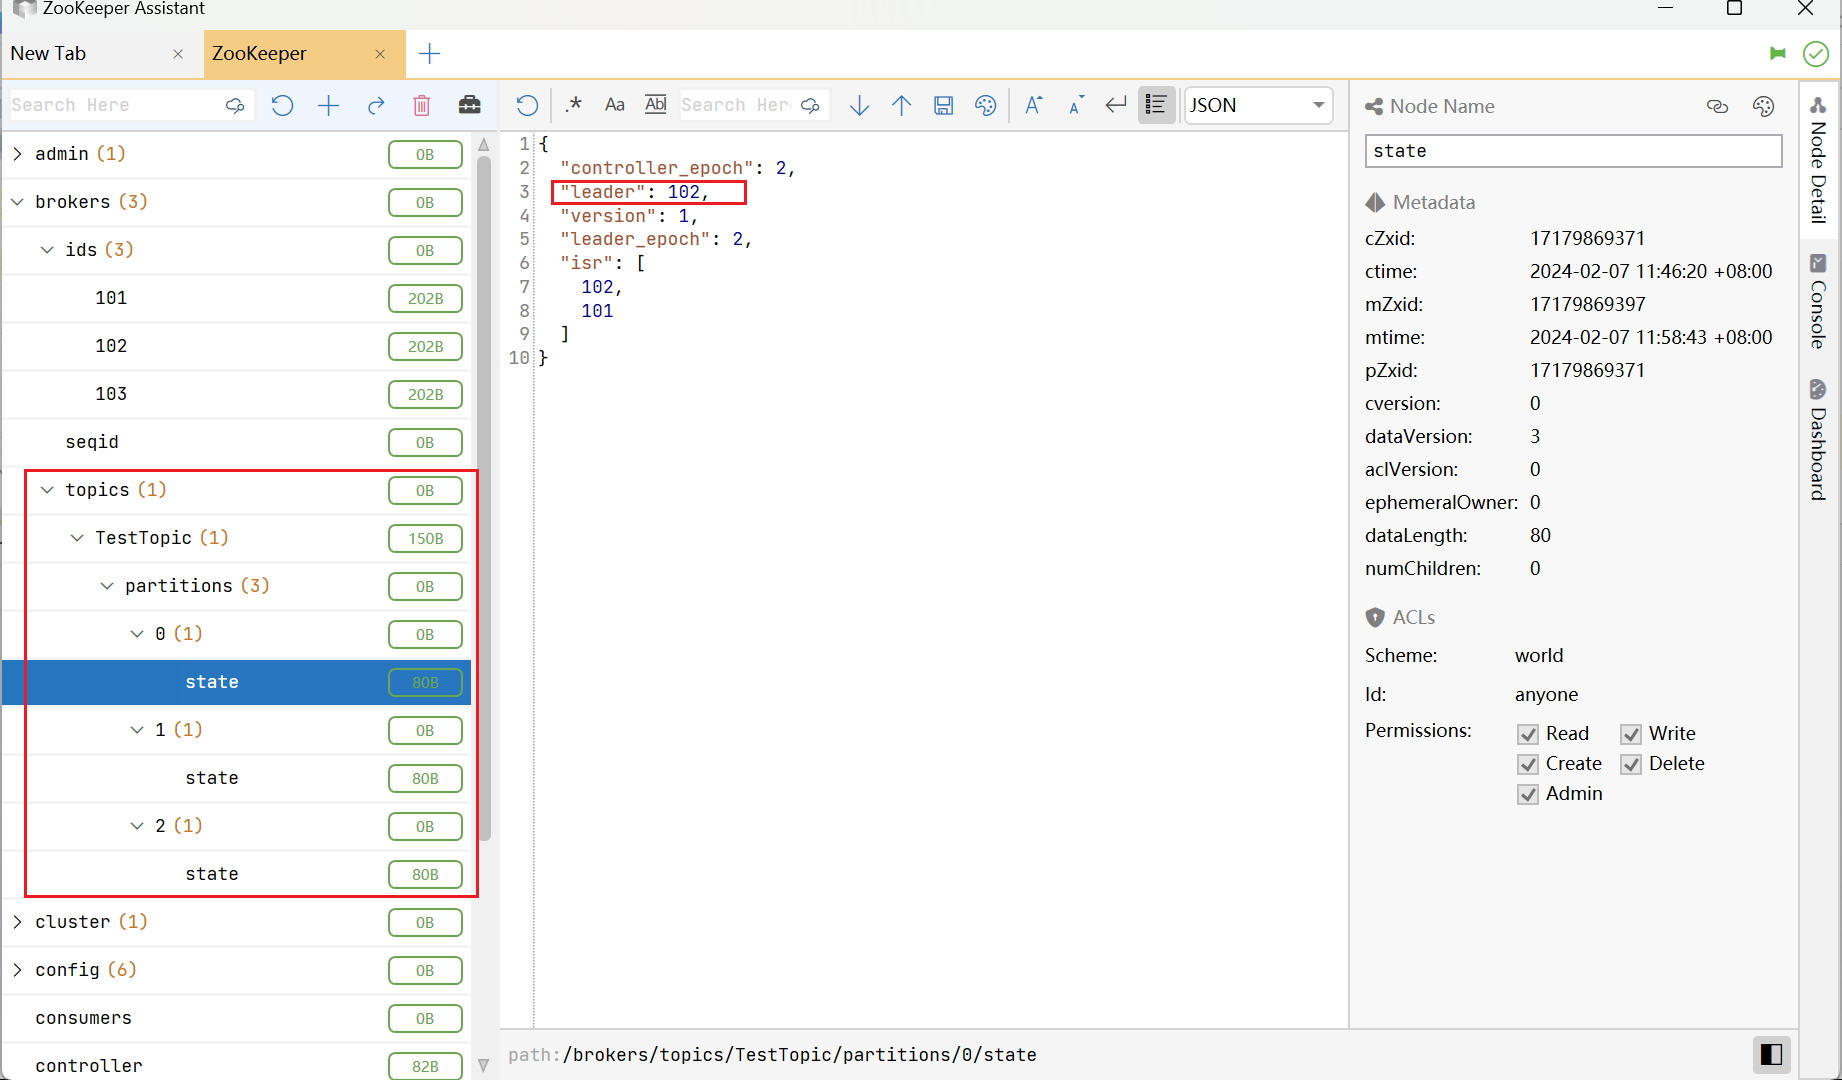 ZooKeeper Assistant
New Tab
ZooKeeper
Search Here
.*
Aa
Abl
Search Her
A
A
JSON
admin (1) 0B
brokers (3) 0B
ids (3) 0B
101 202B
102 202B
103 202B
seqid 0B
topics (1) 0B
TestTopic (1) 150B
partitions (3) 0B
0 (1) 0B
state 80B
1 (1) 0B
state 80B
2 (1) 0B
state 80B
cluster (1) 0B
config (6) 0B
consumers 0B
controller 82B
1 {
2 "controller_epoch": 2,
3 "leader": 102,
4 "version": 1,
5 "leader_epoch": 2,
6 "isr": [
7 102,
8 101
9 ]
10 }
path:/brokers/topics/TestTopic/partitions/0/state
Node Name
state
Metadata
cZxid: 17179869371
ctime: 2024-02-07 11:46:20 +08:00
mZxid: 17179869397
mtime: 2024-02-07 11:58:43 +08:00
pZxid: 17179869371
cversion: 0
dataVersion: 3
aclVersion: 0
ephemeralOwner: 0
dataLength: 80
numChildren: 0
ACLs
Scheme: world
Id: anyone
Permissions: Read Write
Create Delete
Admin
Node Detail
Console
Dashboard